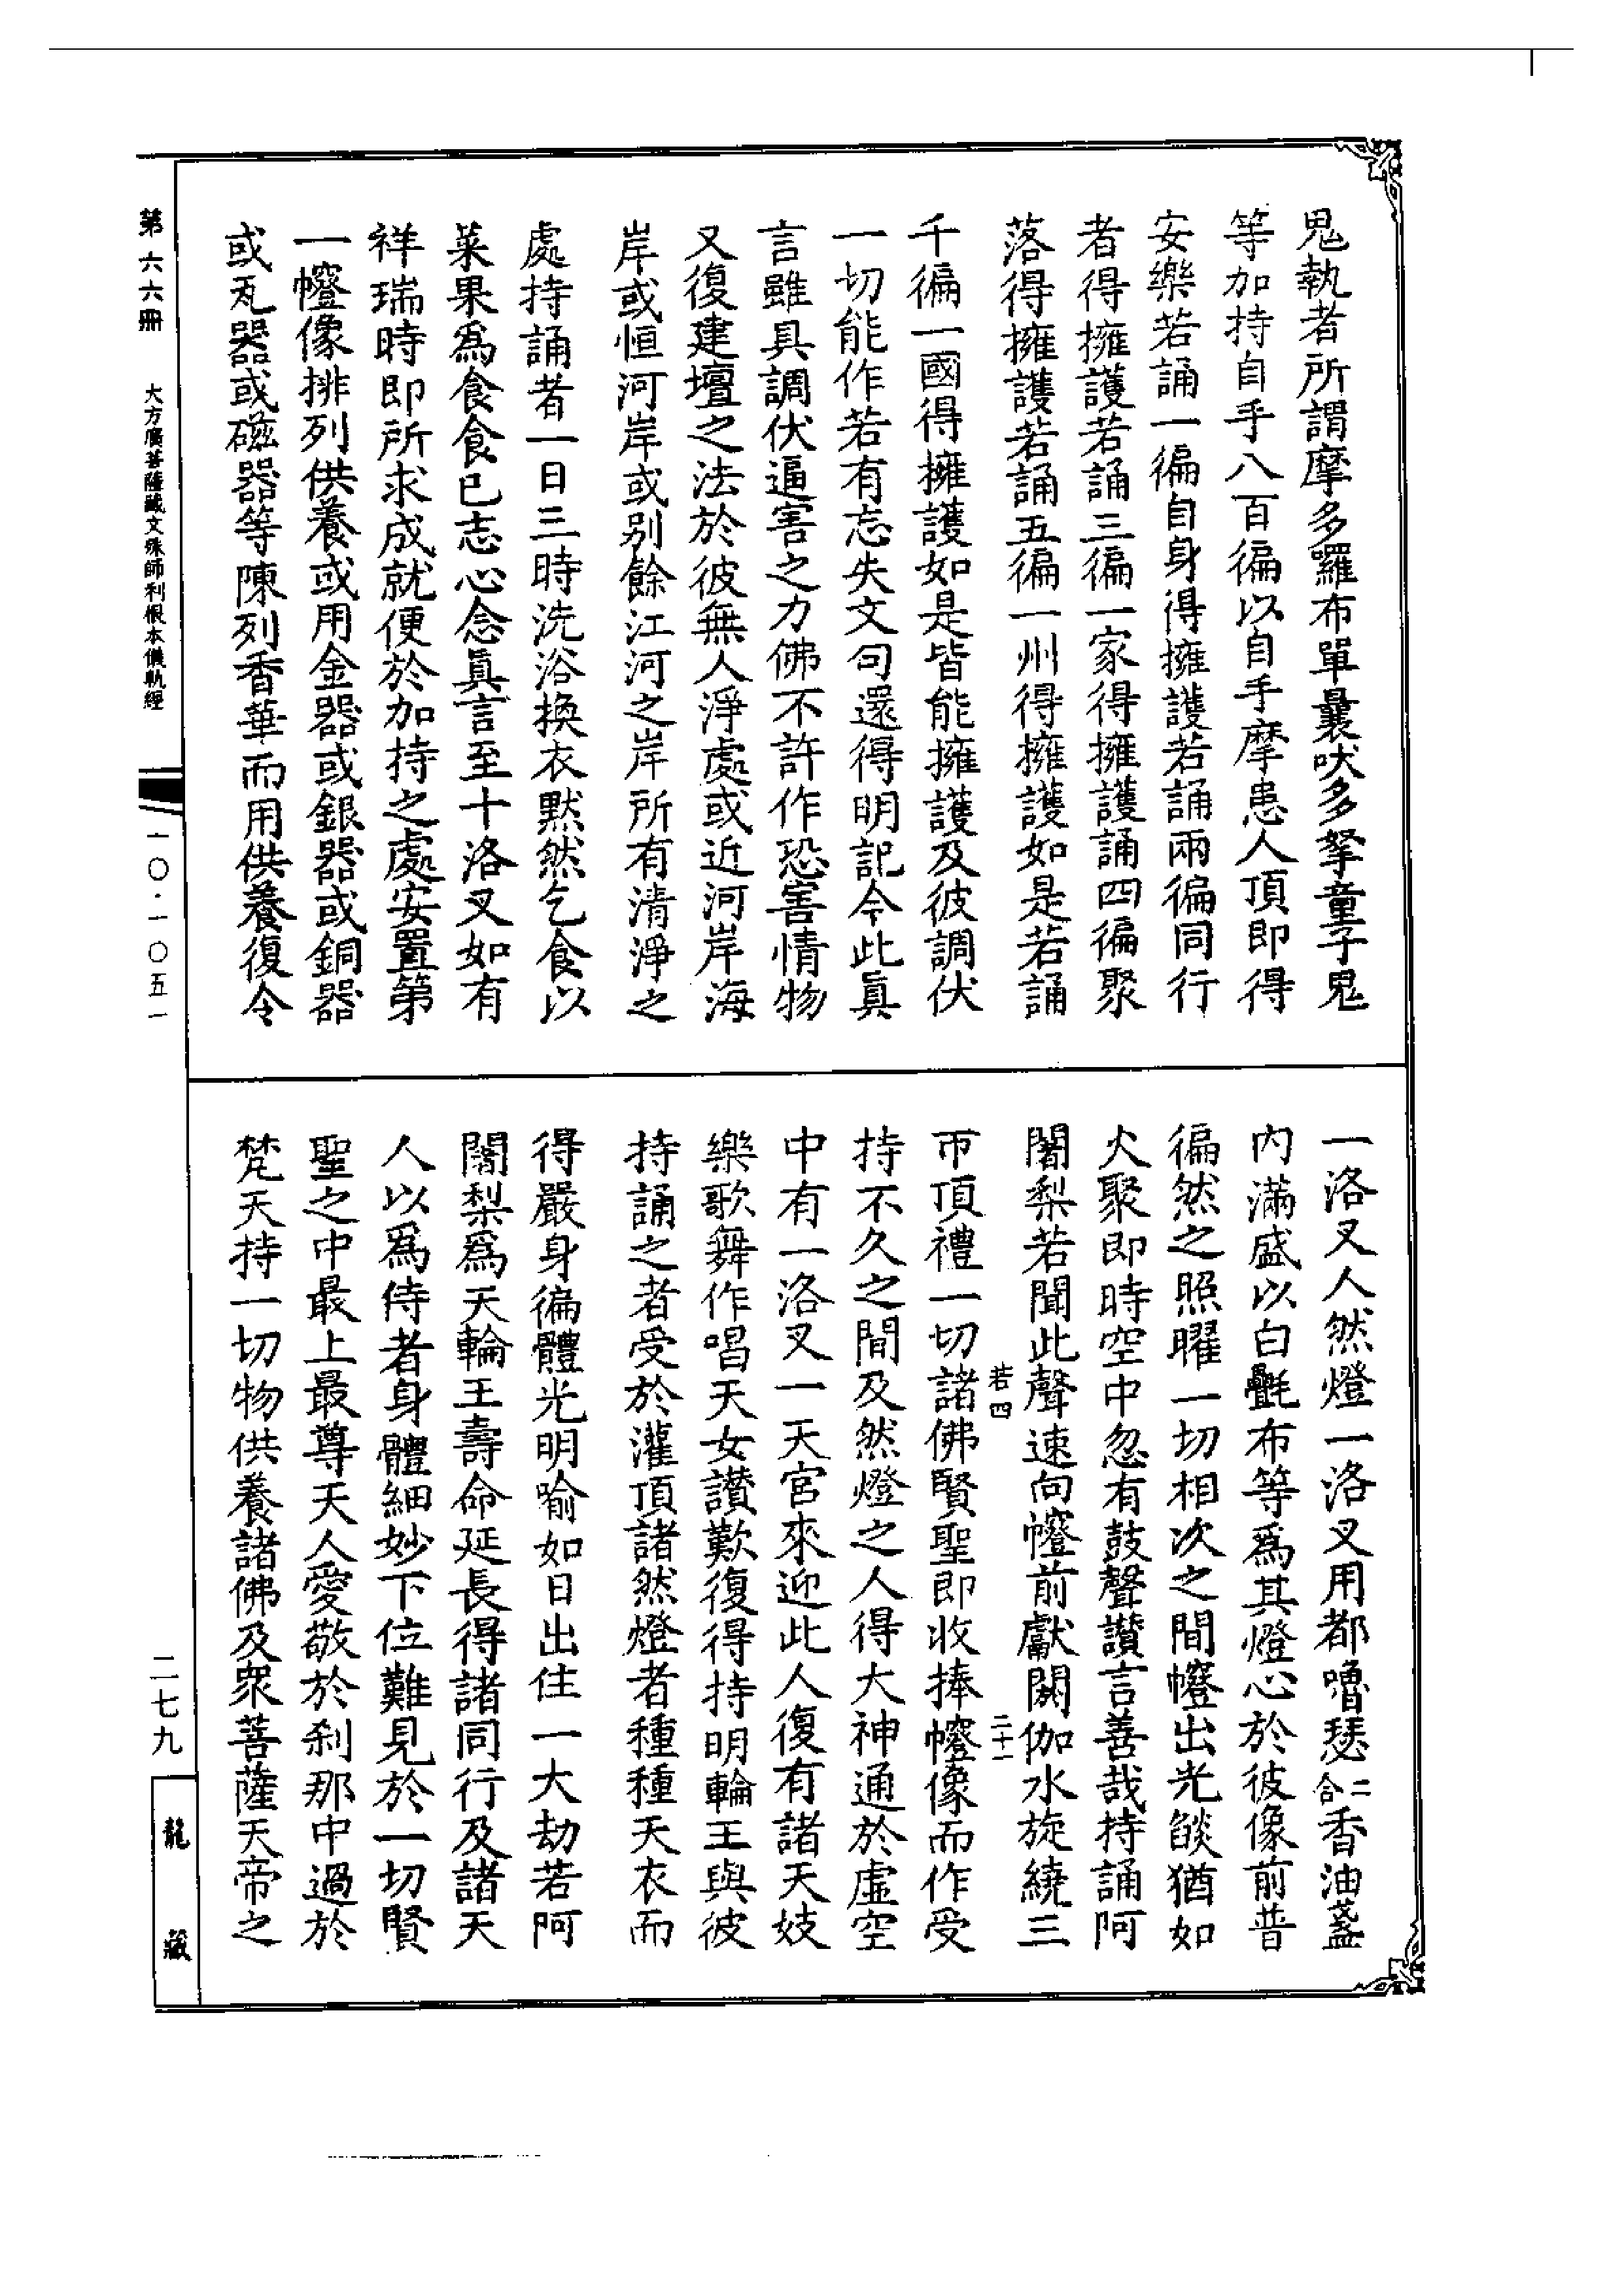 鬼執者所謂摩多囉布單曩吠多拏童子鬼
等加持自手八百徧以自手摩患人頂即得
安樂若誦一徧自身得擁護若誦兩徧同行
者得擁護若誦三徧一家得擁護誦四徧聚
落得擁護若誦五徧一州得擁護如是若誦
千徧一國得擁護如是皆能擁護及彼調伏
一切能作若有忘失文句還得明記今此眞
言雖具調伏逼害之力佛不許作恐害情物
又復建壇之法於彼無人淨處或近河岸海
岸或恒河岸或别餘江河之岸所有清淨之
處持誦者一日三時洗浴換衣默然乞食以
菜果爲食食已志心念眞言至十洛叉如有
祥瑞時即所求成就便於加持之處安置第
一㡧像排列供養或用金器或銀器或銅器
或瓦器或磁器等陳列香華而用供養復令
一洛叉人然燈一洛叉用都嚕瑟二合香油盞
內滿盛以白㲲布等爲其燈心於彼像前普
徧然之照曜一切相次之間㡧出光燄猶如
火聚即時空中忽有鼓聲讚言善哉持誦阿
闍梨若聞此聲速向㡧前獻閼伽水旋繞三
帀頂禮一切諸佛賢聖即收捧㡧像而作受
若四
二十一
持不久之間及然燈之人得大神通於虛空
中有一洛叉一天宮來迎此人復有諸天妓
樂歌舞作唱天女讚歎復得持明輪王與彼
持誦之者受於灌頂諸然燈者種種天衣而
得嚴身徧體光明喻如日出住一大劫若阿
闍梨爲天輪王壽命延長得諸同行及諸天
人以爲侍者身體細妙下位難見於一切賢
聖之中最上最尊天人愛敬於刹那中過於
梵天持一切物供養諸佛及衆菩薩天帝之
第六六冊
大方廣菩薩藏文殊師利根本儀軌經
一〇·一〇五一
二七九
龍藏